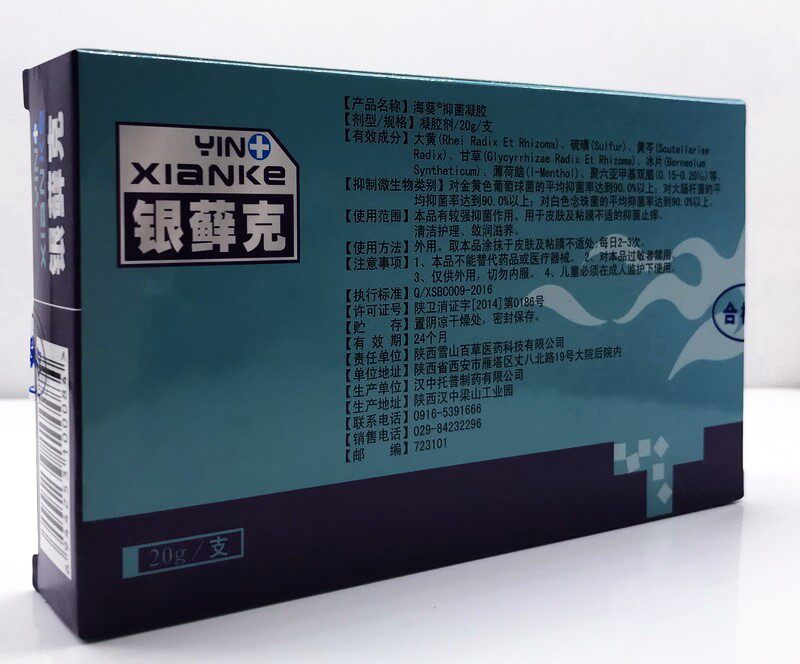 YIN
XIANKE
银藓克
【产品名称】海蓉®抑菌凝胶
【剂型/规格】凝胶剂/20g/支
【有效成分】大黄(Rhei Radix Et Rhizoma)、硫磺(Sulfur)、黄芩(Scutellariae
Radix)、甘草(Glycyrrhizae Radix Et Rhizoma)、冰片(Borneolum
Syntheticum)、薄荷脑(l-Menthol)、聚六亚甲基双胍(0.15-0.20%)等。
【抑制微生物类别】对金黄色葡萄球菌的平均抑菌率达到90.0%以上；对大肠杆菌的平
均抑菌率达到90.0%以上；对白色念珠菌的平均抑菌率达到90.0%以上
【使用范围】本品有较强抑菌作用。用于皮肤及粘膜不适的抑菌止痒、
清洁护理、滋润滋养。
【使用方法】外用。取本品涂抹于皮肤及粘膜不适处，每日2-3次。
【注意事项】1、本品不能替代药品或医疗器械。 2、对本品过敏者禁用。
3、仅供外用，切勿内服。 4、儿童必须在成人监护下使用。
【执行标准】Q/XSBC009-2016
【许可证号】陕卫消证字[2014]第0186号
【贮　　存】置阴凉干燥处，密封保存。
【有 效 期】24个月
【责任单位】陕西雪山百草医药科技有限公司
【单位地址】陕西省西安市雁塔区丈八北路19号大院后院内
【生产单位】汉中托普制药有限公司
【生产地址】陕西汉中梁山工业园
【联系电话】0916-5391666
【销售电话】029-84232296
【邮　　编】723101
合
20g/支
银藓克